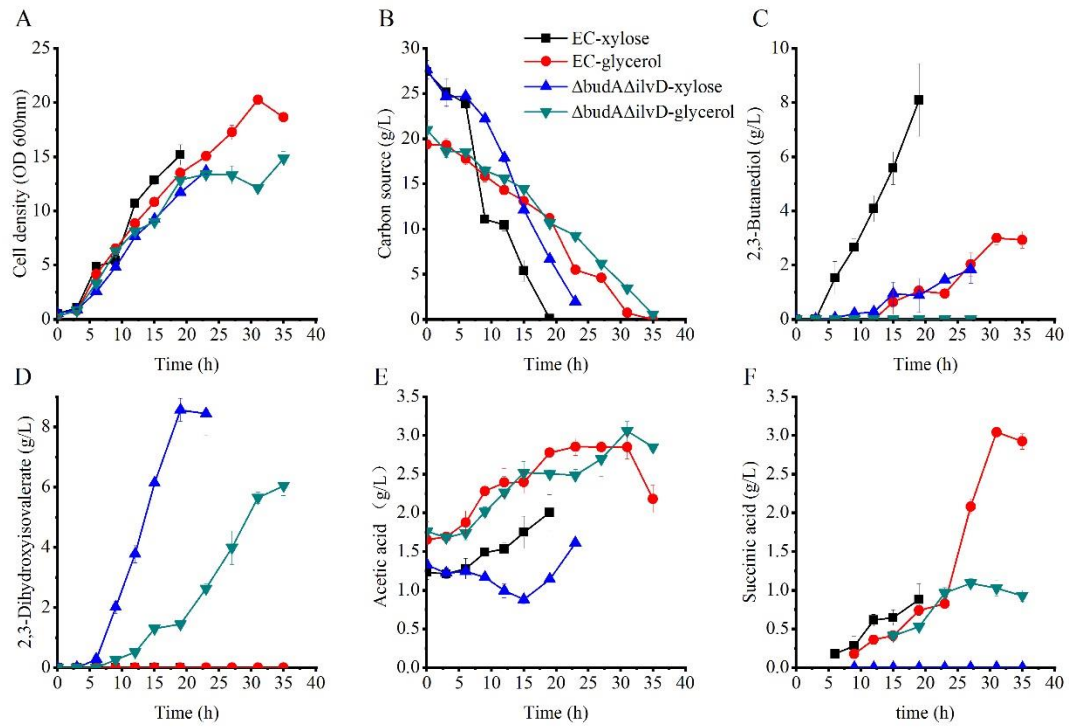 A
B
C
EC-xylose
EC-glycerol
ΔbudAΔilvD-xylose
ΔbudAΔilvD-glycerol
Cell density (OD 600nm)
25
20
15
10
5
0
0 5 10 15 20 25 30 35 40
Time (h)
Carbon source (g/L)
30
25
20
15
10
5
0
0 5 10 15 20 25 30 35 40
Time (h)
2,3-Butanediol (g/L)
10
8
6
4
2
0
0 5 10 15 20 25 30 35 40
Time (h)
D
E
F
2,3-Dihydroxyisovalerate (g/L)
8
6
4
2
0
0 5 10 15 20 25 30 35 40
Time (h)
Acetic acid (g/L)
3.5
3.0
2.5
2.0
1.5
1.0
0.5
0.0
0 5 10 15 20 25 30 35 40
Time (h)
Succinic acid (g/L)
3.5
3.0
2.5
2.0
1.5
1.0
0.5
0.0
0 5 10 15 20 25 30 35 40
time (h)